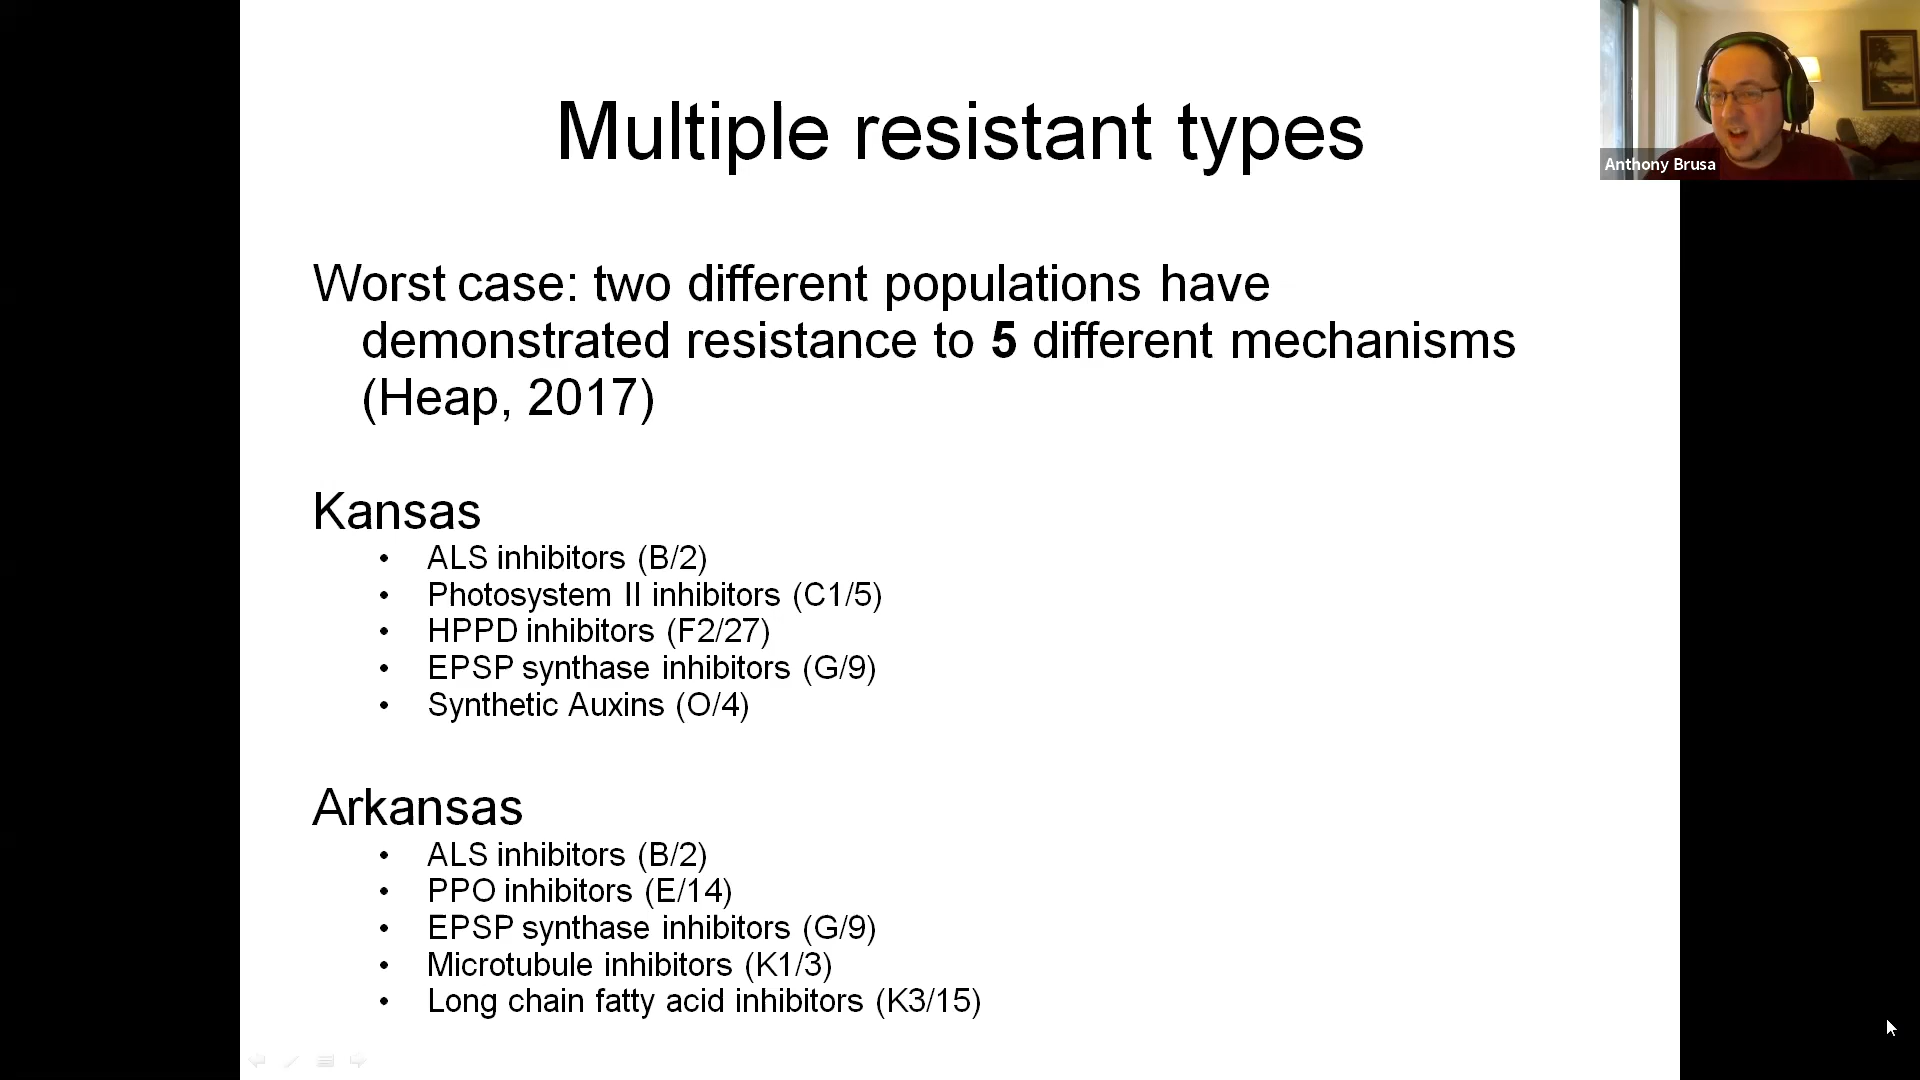 Multiple resistant types
Anthony Brusa
Worst case: two different populations have
demonstrated resistance to 5 different mechanisms
(Heap, 2017)
Kansas
• ALS inhibitors (B/2)
• Photosystem II inhibitors (C1/5)
• HPPD inhibitors (F2/27)
• EPSP synthase inhibitors (G/9)
• Synthetic Auxins (O/4)
Arkansas
• ALS inhibitors (B/2)
• PPO inhibitors (E/14)
• EPSP synthase inhibitors (G/9)
• Microtubule inhibitors (K1/3)
• Long chain fatty acid inhibitors (K3/15)